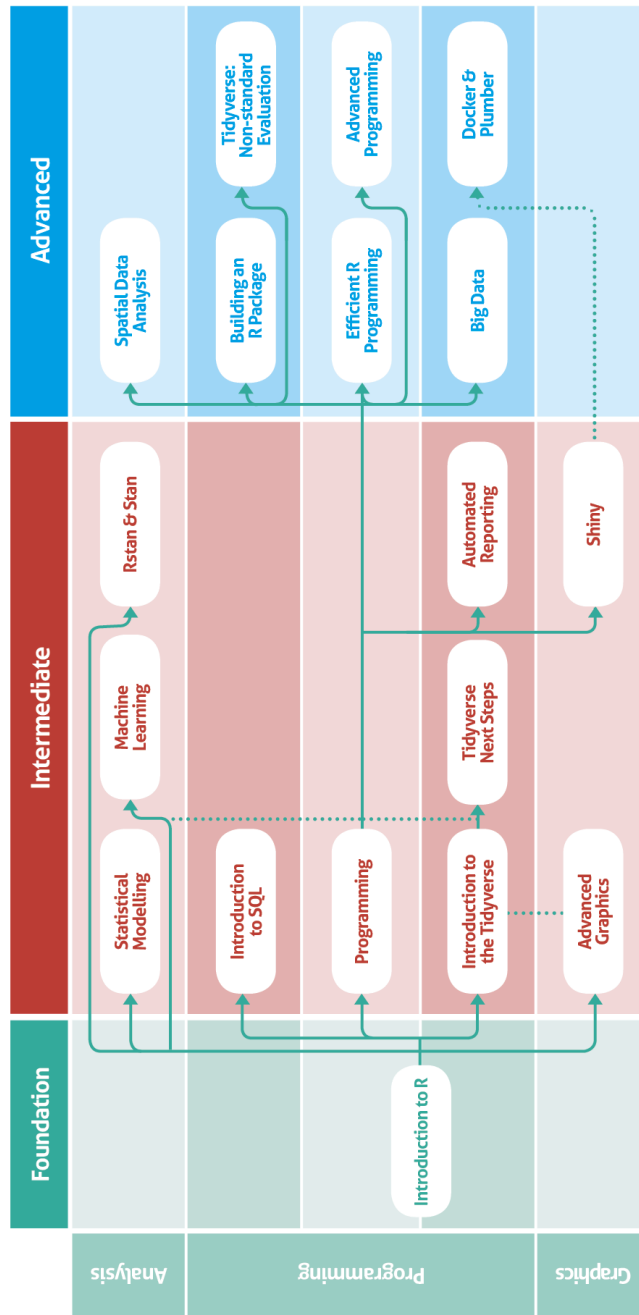 Foundation
Intermediate
Advanced
Analysis
Programming
Graphics
Introduction to R
Statistical
Modelling
Machine
Learning
Rstan & Stan
Spatial Data
Analysis
Introduction
to SQL
Building an
R Package
Tidyverse:
Non-standard
Evaluation
Programming
Efficient R
Programming
Advanced
Programming
Introduction to
the Tidyverse
Tidyverse
Next Steps
Automated
Reporting
Big Data
Docker &
Plumber
Advanced
Graphics
Shiny